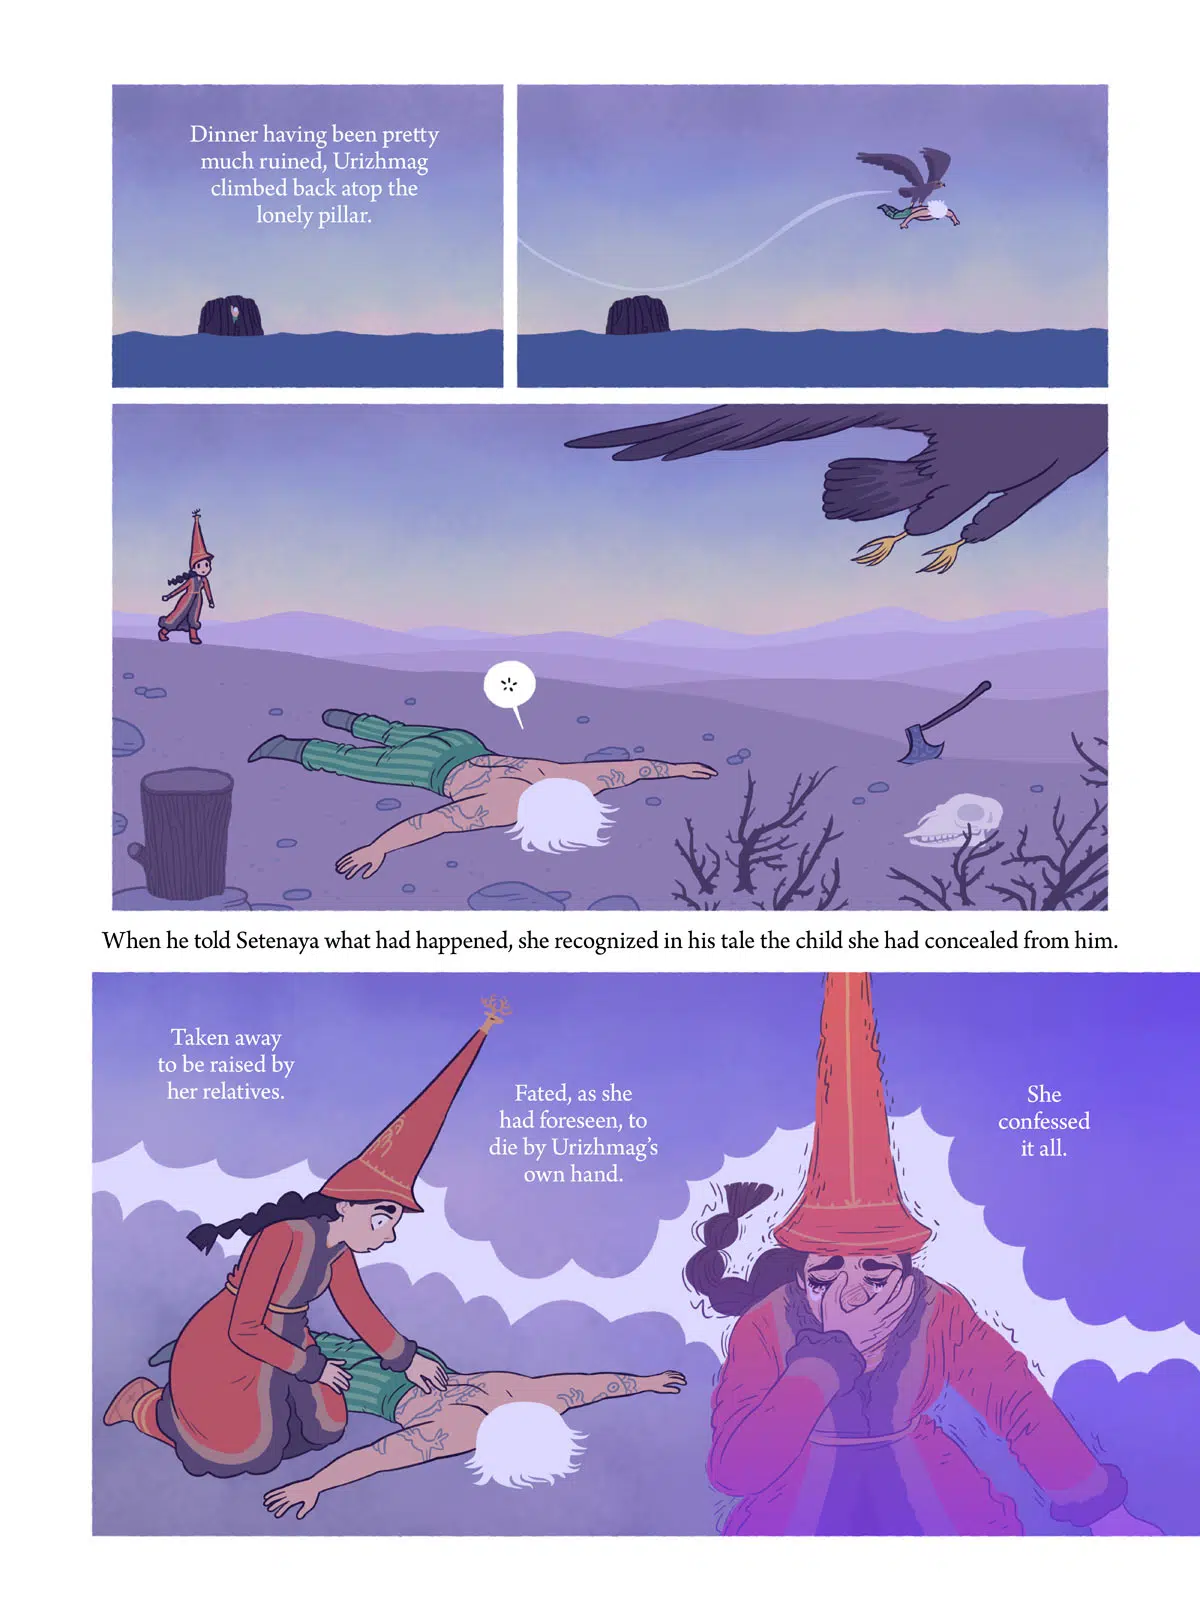 Dinner having been pretty
much ruined, Urizhmag
climbed back atop the
lonely pillar.
When he told Setenaya what had happened, she recognized in his tale the child she had concealed from him.
Taken away
to be raised by
her relatives.
Fated, as she
had foreseen, to
die by Urizhmag’s
own hand.
She
confessed
it all.